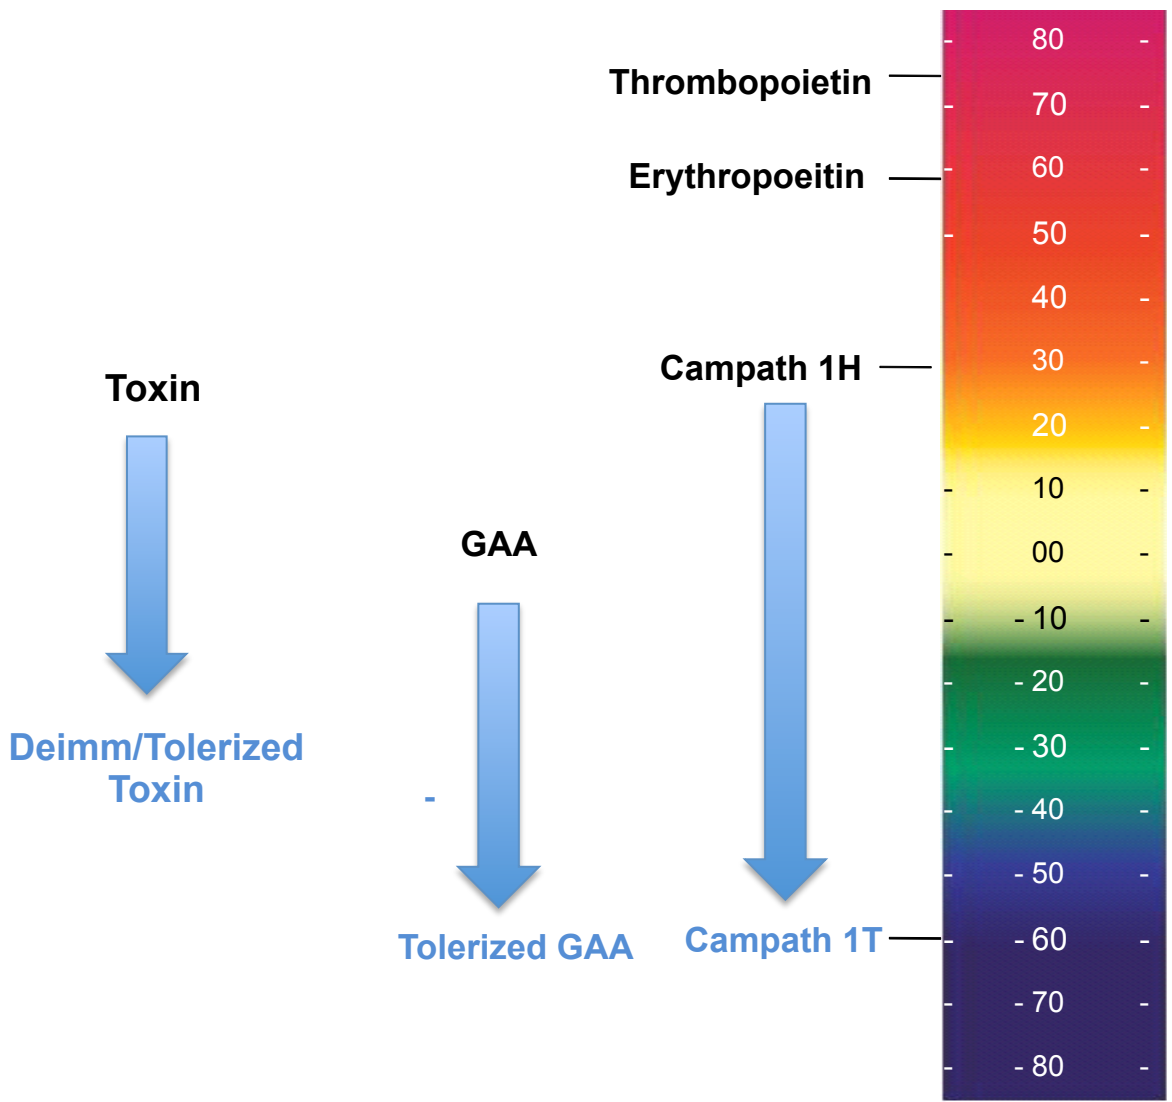 80
Thrombopoietin
70
Erythropoeitin
60
50
40
Campath 1H
30
Toxin
20
10
GAA
00
- 10
- 20
Deimm/Tolerized
Toxin
- 30
-
- 40
- 50
Tolerized GAA
Campath 1T
- 60
- 70
- 80